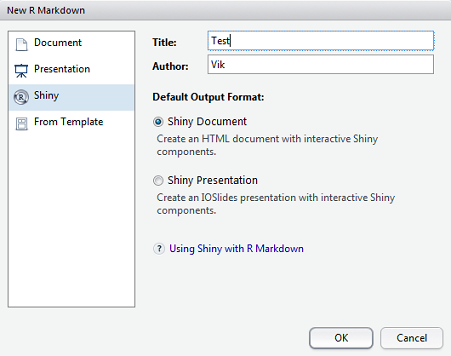 New R Markdown
Document
Presentation
Shiny
From Template
Title: Test
Author: Vik
Default Output Format:
Shiny Document
Create an HTML document with interactive Shiny
components.
Shiny Presentation
Create an IOSlides presentation with interactive Shiny
components.
? Using Shiny with R Markdown
OK Cancel